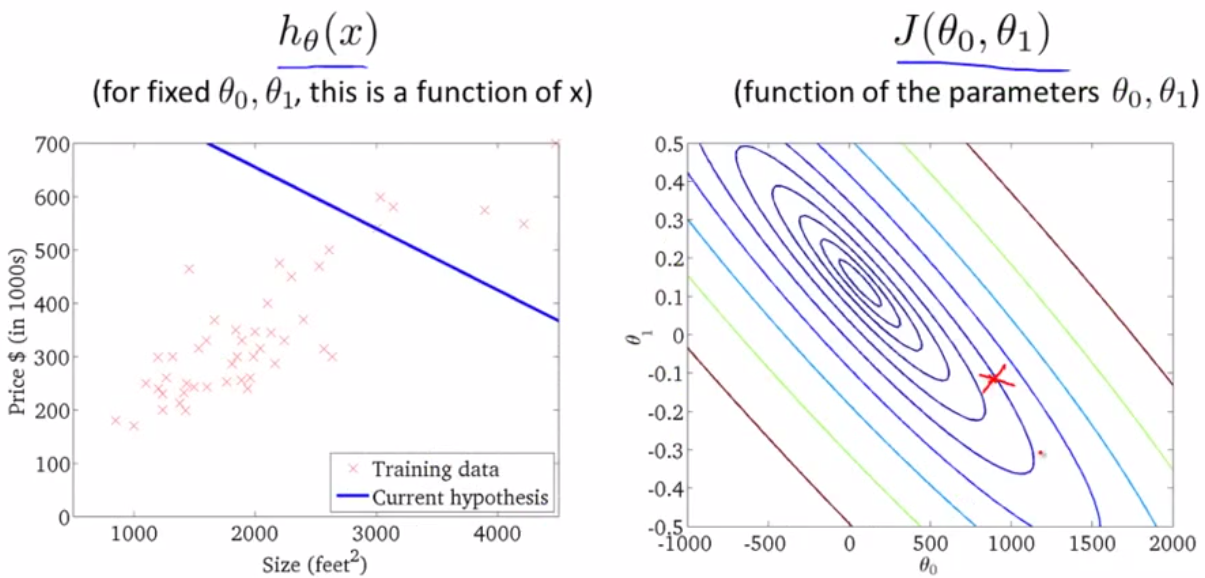 hθ(x)
(for fixed θ0, θ1, this is a function of x)
700
600
500
400
300
200
100
0
Price $ (in 1000s)
1000 2000 3000 4000
Size (feet²)
Training data
Current hypothesis
J(θ0, θ1)
(function of the parameters θ0, θ1)
0.5
0.4
0.3
0.2
0.1
0
-0.1
-0.2
-0.3
-0.4
-0.5
θ1
-1000 -500 0 500 1000 1500 2000
θ0